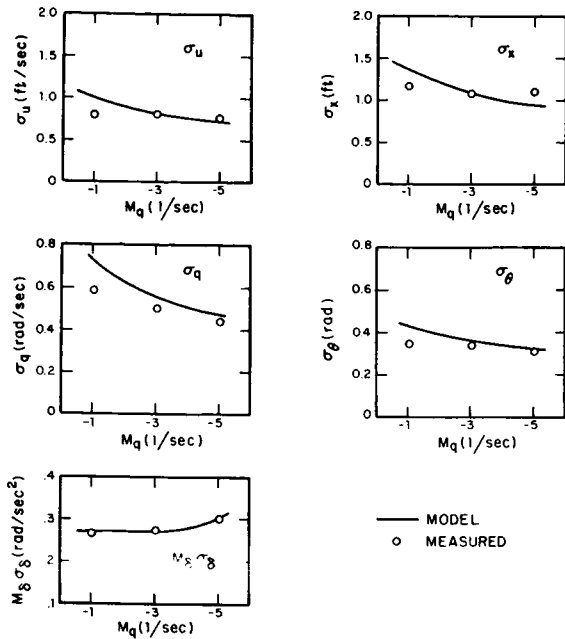 2.0
1.5
1.0
0.5
0
σu (ft/sec)
σu
-1 -3 -5
Mq (1/sec)
2.0
1.5
1.0
0.5
0
σx (ft)
σx
-1 -3 -5
Mq (1/sec)
0.8
0.6
0.4
0.2
0
σq (rad/sec)
σq
-1 -3 -5
Mq (1/sec)
0.8
0.6
0.4
0.2
0
σθ (rad)
σθ
-1 -3 -5
Mq (1/sec)
.4
.3
.2
.1
Mδ σδ (rad/sec²)
Mδ σδ
-1 -3 -5
Mq (1/sec)
MODEL
MEASURED